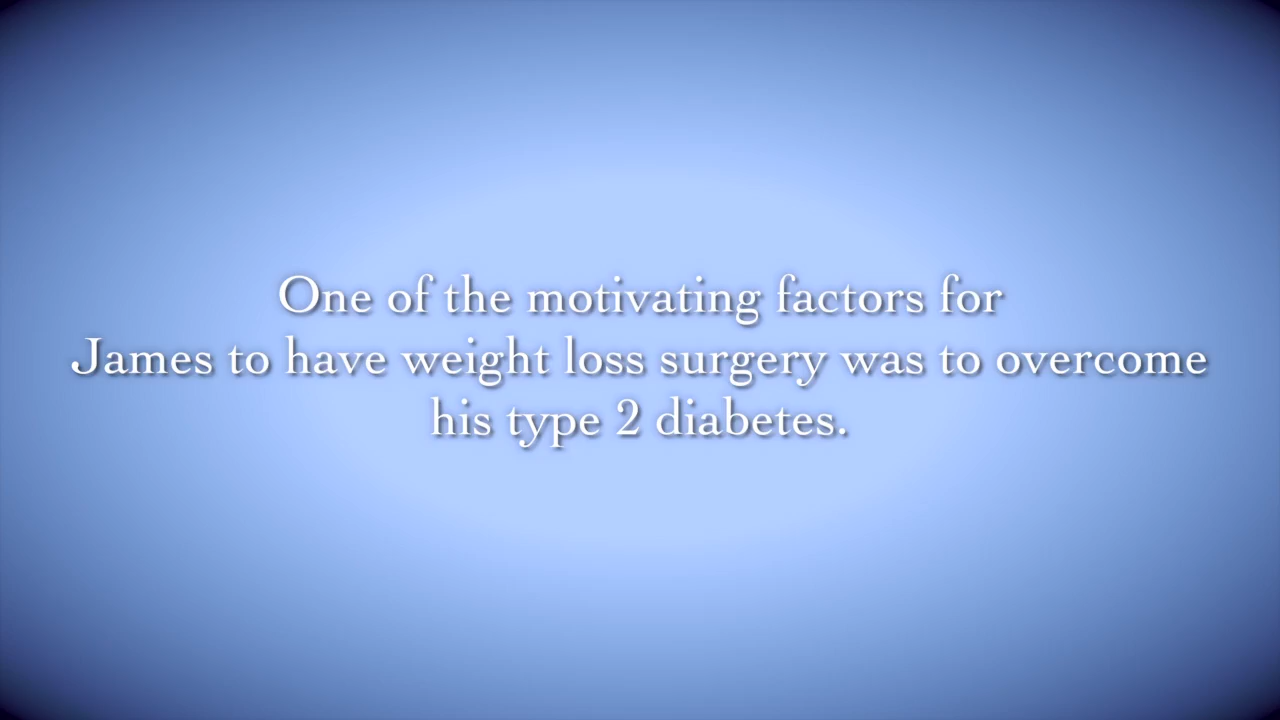 One of the motivating factors for
James to have weight loss surgery was to overcome
his type 2 diabetes.